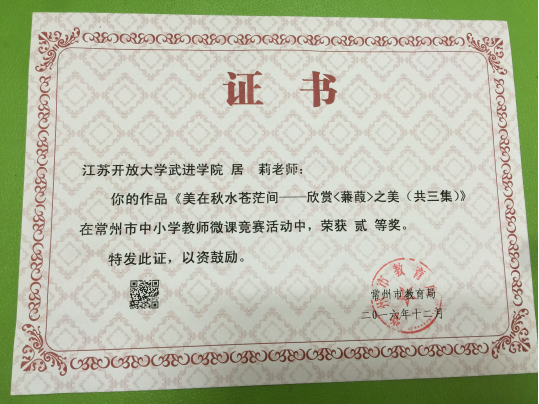 证 书
江苏开放大学武进学院 居 莉老师：
你的作品《美在秋水苍茫间——欣赏<蒹葭>之美（共三集）》
在常州市中小学教师微课竞赛活动中，荣获 贰 等奖。
特发此证，以资鼓励。
常州市教育局
二〇一六年十二月